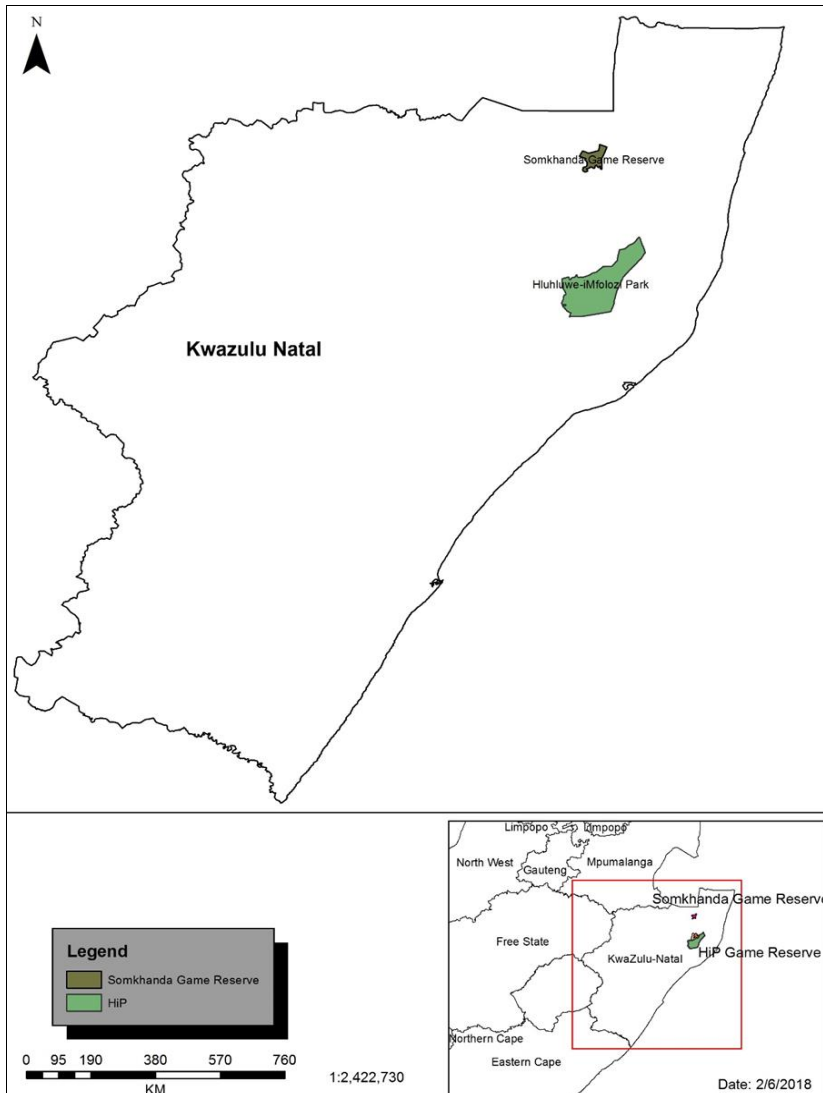 N
Somkhanda Game Reserve
Hluhluwe-iMfolozi Park
Kwazulu Natal
Legend
Somkhanda Game Reserve
HiP
0 95 190 380 570 760
KM
1:2,422,730
Limpopo Limpopo
North West
Mpumalanga
Gauteng
Somkhanda Game Reserve
Free State
HiP Game Reserve
KwaZulu-Natal
Northern Cape
Eastern Cape
Date: 2/6/2018